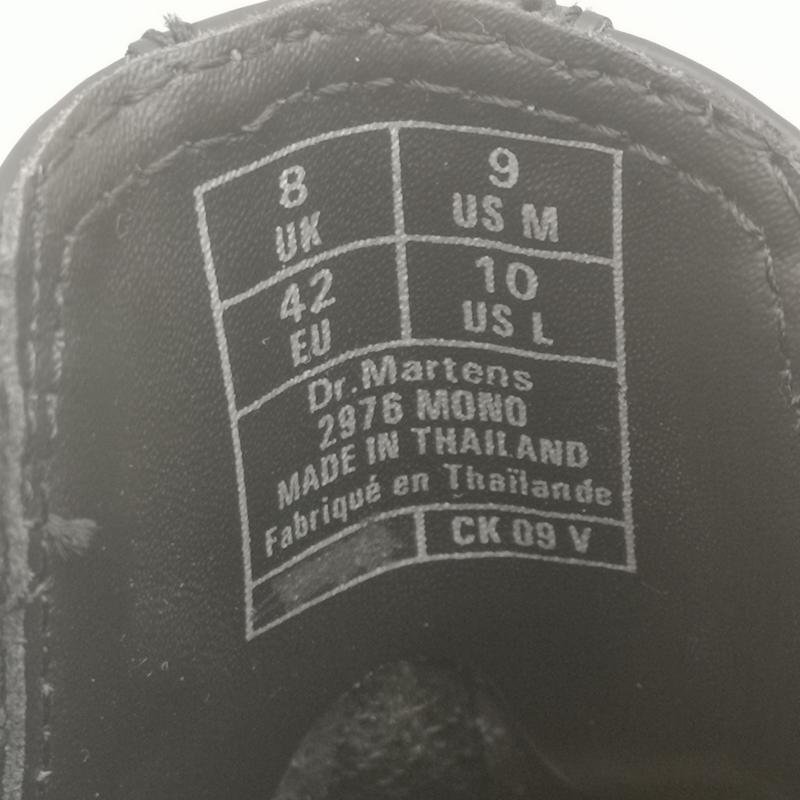 8 UK
9 US M
42 EU
10 US L
Dr.Martens
2976 MONO
MADE IN THAILAND
Fabriqué en Thaïlande
CK 09 V